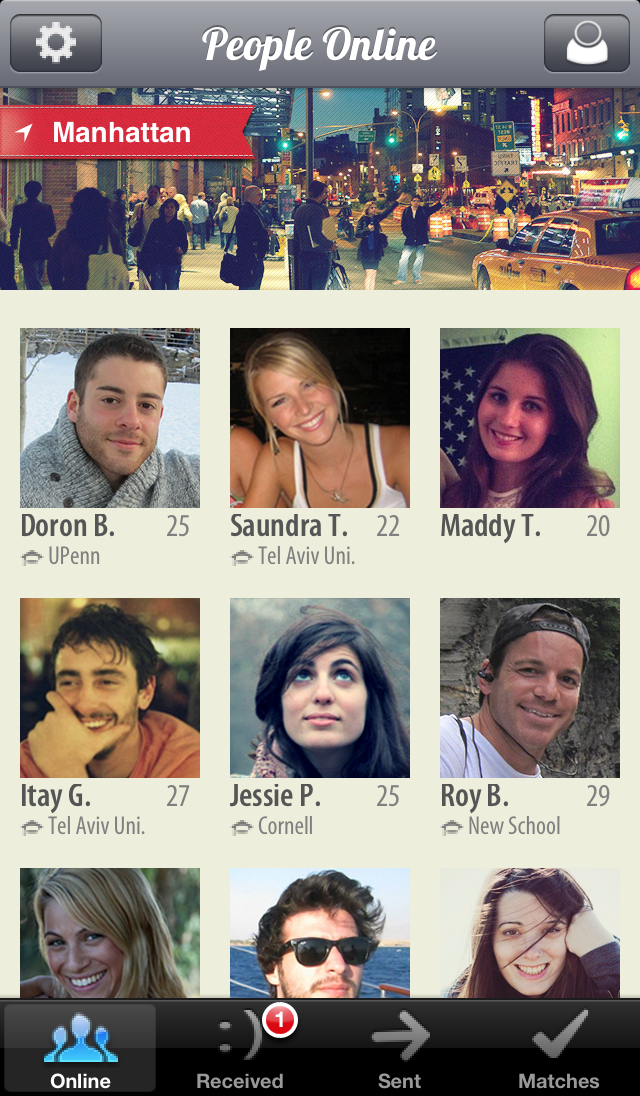 People Online
Manhattan
Doron B. 25
UPenn
Saundra T. 22
Tel Aviv Uni.
Maddy T. 20
Itay G. 27
Tel Aviv Uni.
Jessie P. 25
Cornell
Roy B. 29
New School
: ) 1
Online
Received
Sent
Matches